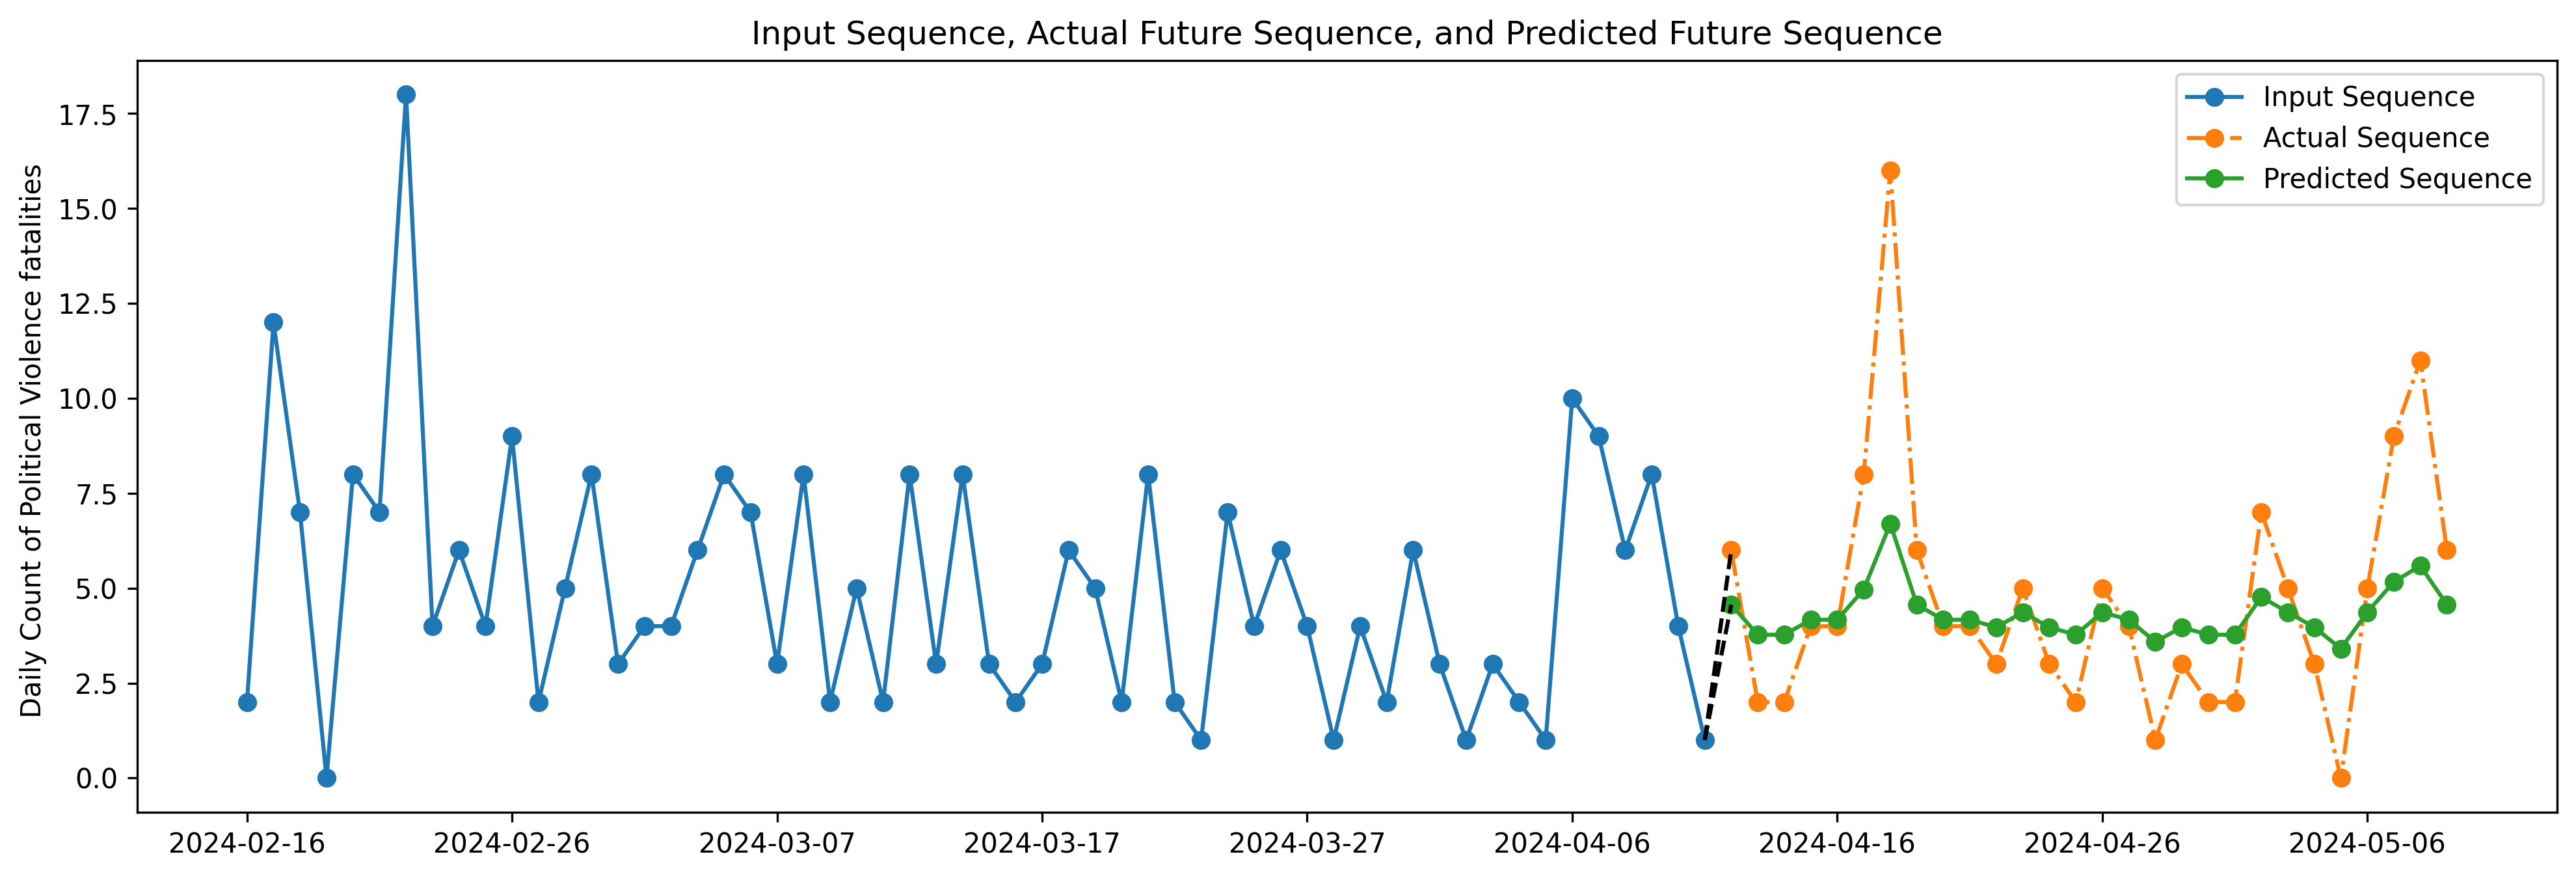 Input Sequence, Actual Future Sequence, and Predicted Future Sequence
Daily Count of Political Violence fatalities
17.5
15.0
12.5
10.0
7.5
5.0
2.5
0.0
Input Sequence
Actual Sequence
Predicted Sequence
2024-02-16 2024-02-26 2024-03-07 2024-03-17 2024-03-27 2024-04-06 2024-04-16 2024-04-26 2024-05-06